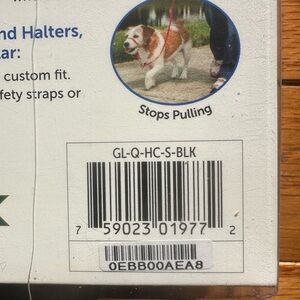 nd Halters,
ar:
custom fit.
fety straps or
Stops Pulling
GL-Q-HC-S-BLK
7 59023 01977 2
0EBB00AEA8